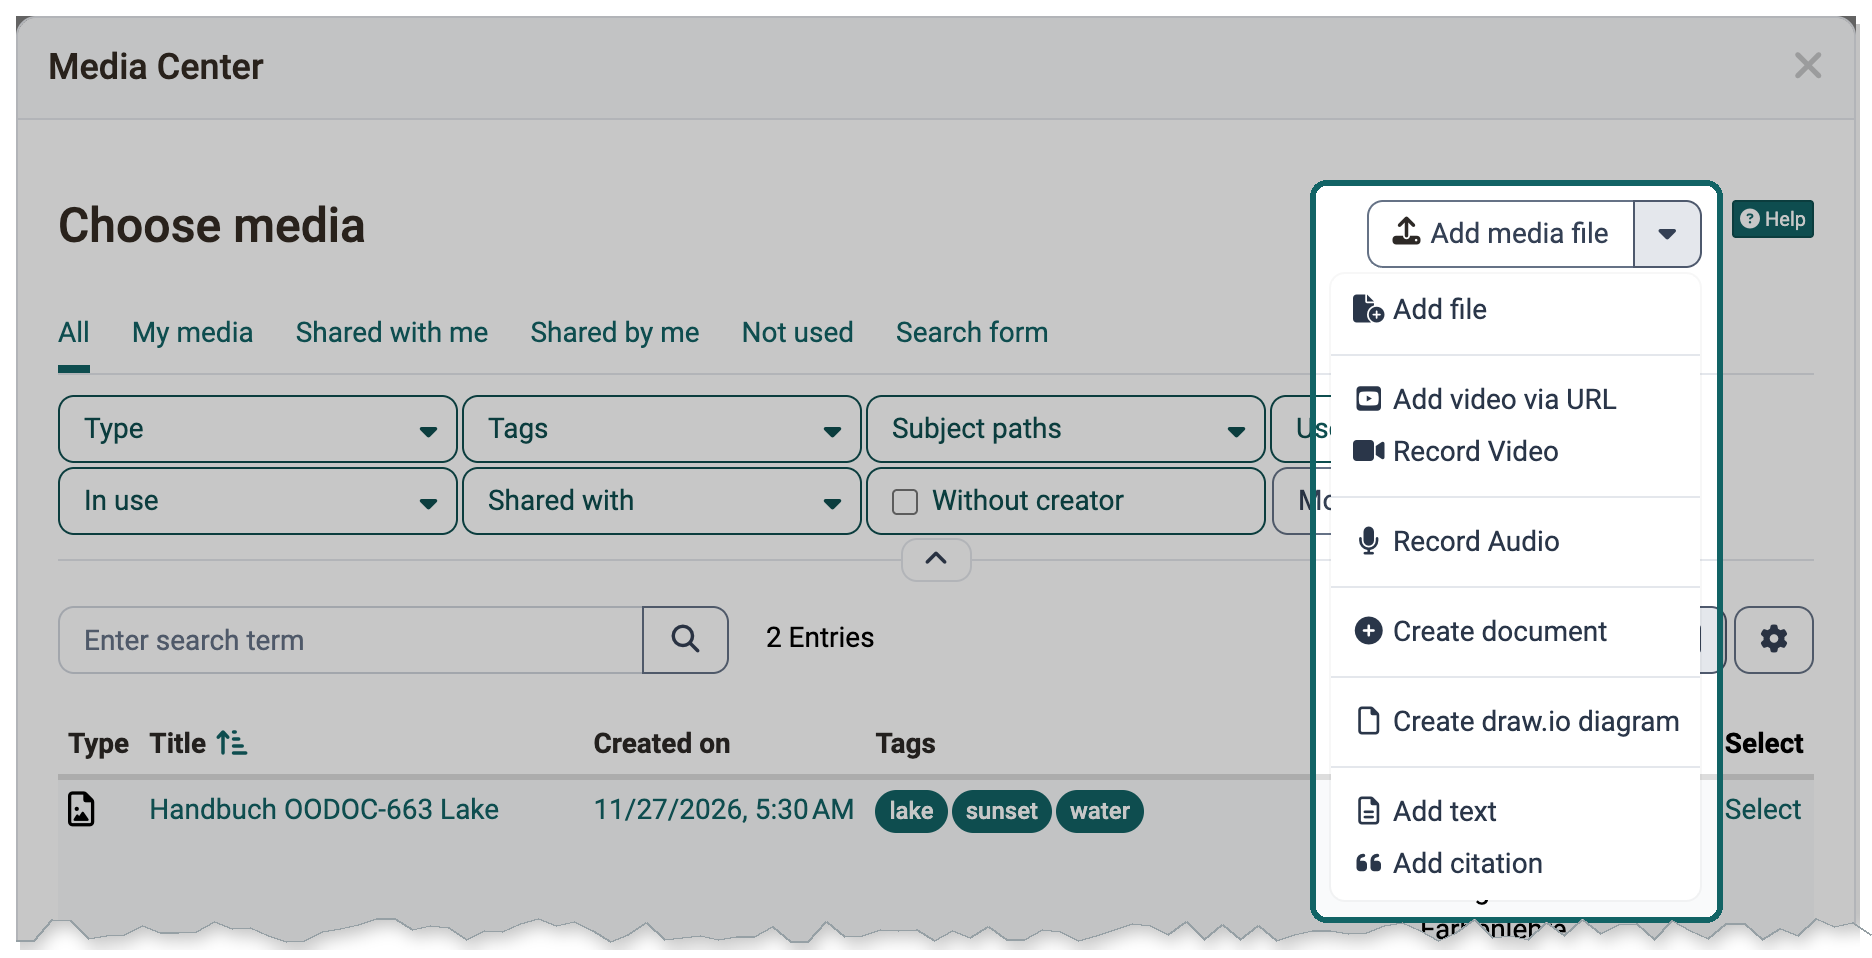 Media Center
Choose media
Add media file
Help
All My media Shared with me Shared by me Not used Search form
Type Tags Subject paths
In use Shared with Without creator
Add file
Add video via URL
Record Video
Record Audio
Create document
Create draw.io diagram
Add text
Add citation
Enter search term 2 Entries
Type Title Created on Tags Select
Handbuch OODOC-663 Lake 11/27/2026, 5:30 AM lake sunset water Select